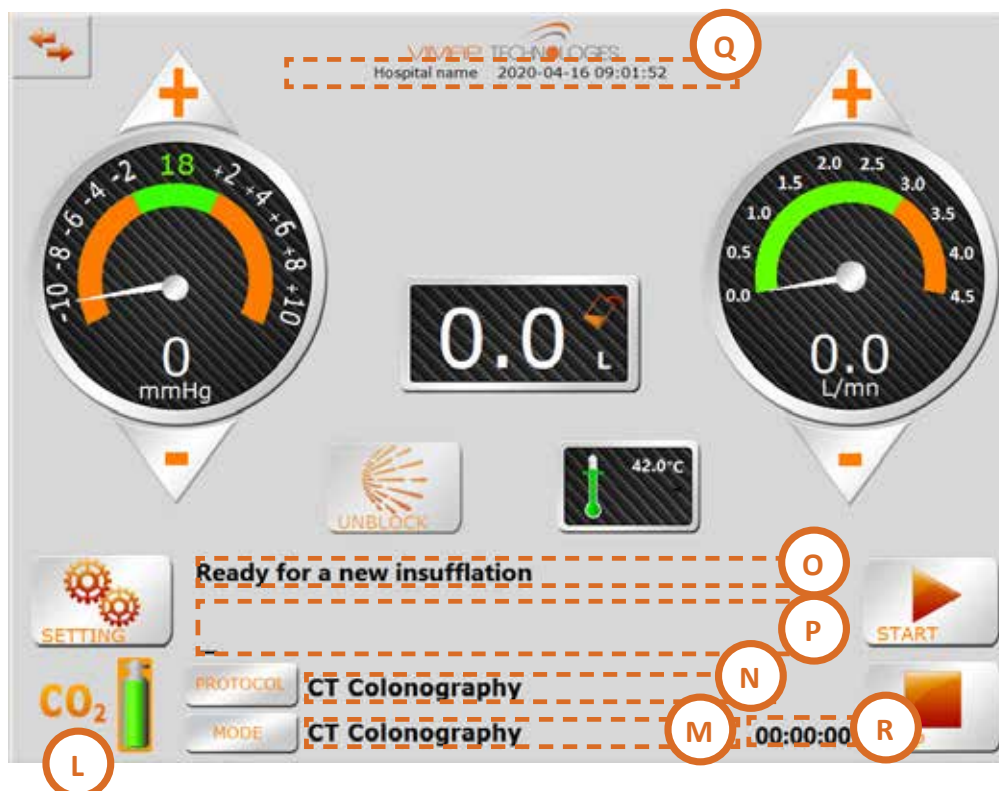 Q
VIMAP TECHNOLOGIES
Hospital name 2020-04-16 09:01:52
+
+
-10 -8 -6 -4 -2 18 +2 +4 +6 +8 +10
0
mmHg
-
0.0 0.5 1.0 1.5 2.0 2.5 3.0 3.5 4.0 4.5
0.0
L/mn
-
0.0 L
UNBLOCK
42.0°C
SETTING
Ready for a new insufflation
O
P
START
CO2
PROTOCOL CT Colonography
N
MODE CT Colonography
M
00:00:00
R
L